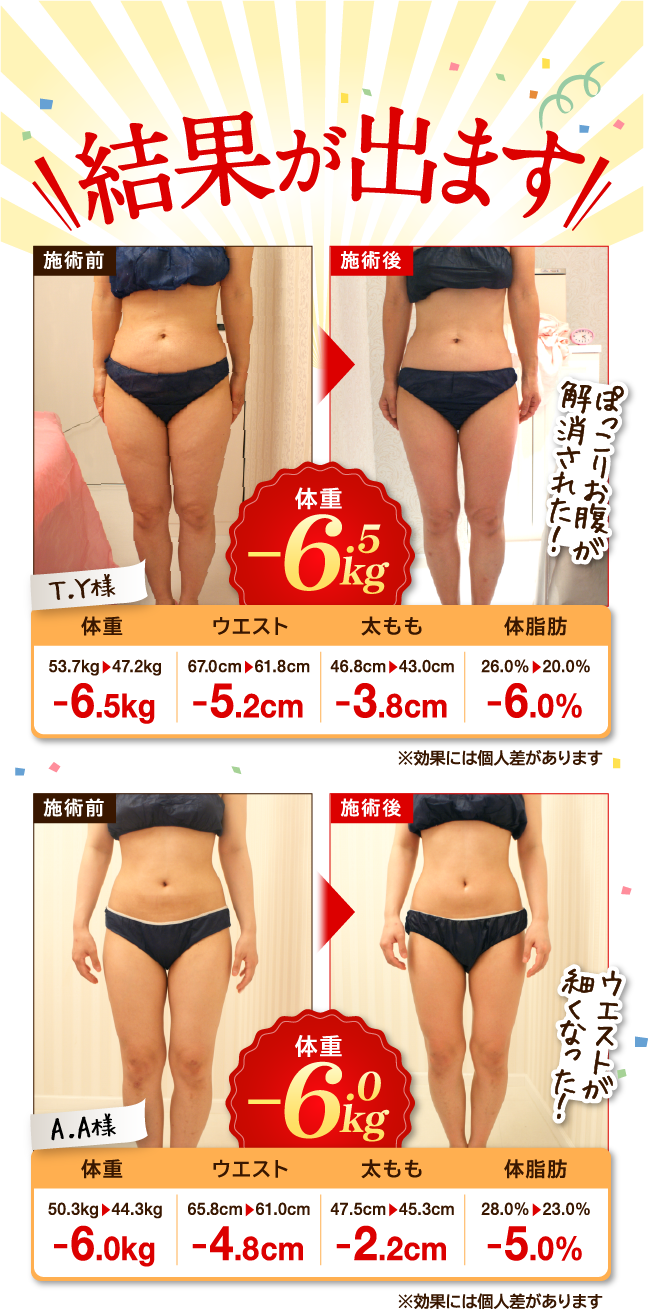 結果が出ます
施術前
施術後
ぽっこりお腹が
解消された!
体重
-6.5kg
T.Y様
体重 ウエスト 太もも 体脂肪
53.7kg▶47.2kg 67.0cm▶61.8cm 46.8cm▶43.0cm 26.0%▶20.0%
-6.5kg -5.2cm -3.8cm -6.0%
※効果には個人差があります
施術前
施術後
ウエストが
細くなった!
体重
-6.0kg
A.A様
体重 ウエスト 太もも 体脂肪
50.3kg▶44.3kg 65.8cm▶61.0cm 47.5cm▶45.3cm 28.0%▶23.0%
-6.0kg -4.8cm -2.2cm -5.0%
※効果には個人差があります